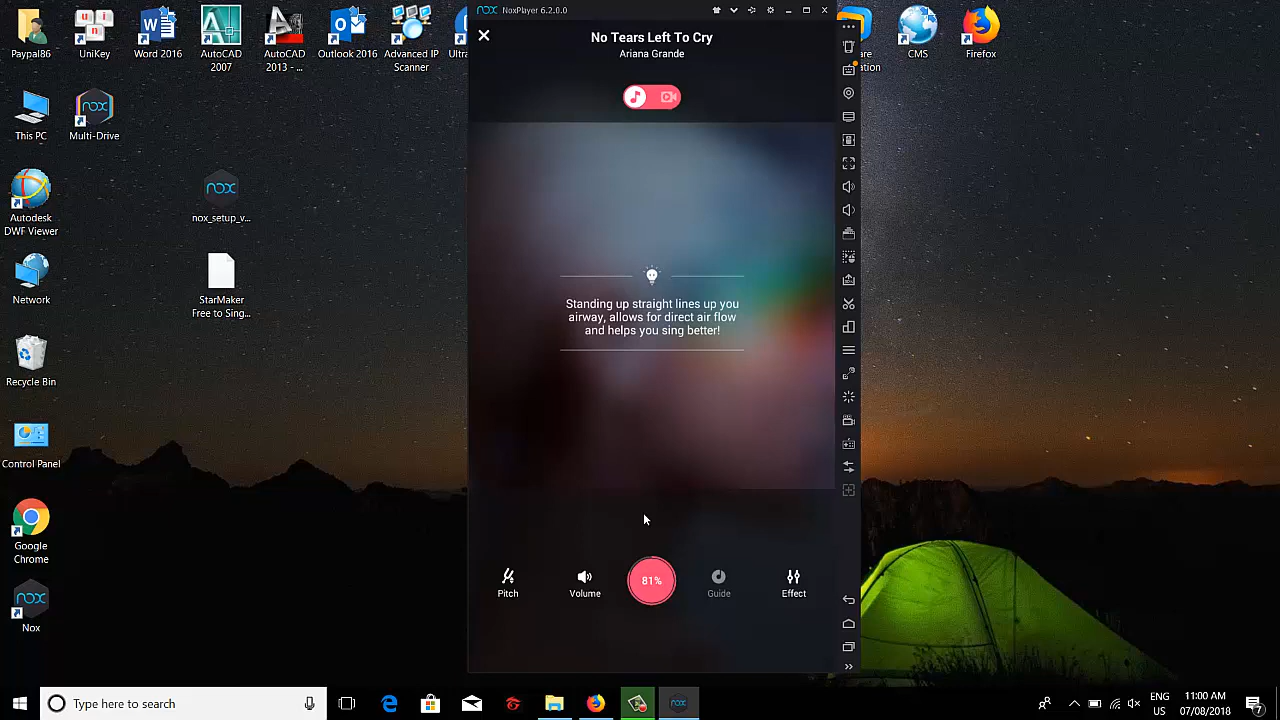 Paypal86
UniKey
Word 2016
AutoCAD
2007
AutoCAD
2013 - ...
Outlook 2016
Advanced IP
Scanner
Ultra
CMS
Firefox
This PC
Multi-Drive
Autodesk
DWF Viewer
nox_setup_v...
Network
StarMaker
Free to Sing...
Recycle Bin
Control Panel
Google
Chrome
Nox
nox NoxPlayer 6.2.0.0
No Tears Left To Cry
Ariana Grande
Standing up straight lines up you
airway, allows for direct air flow
and helps you sing better!
Pitch
Volume
81%
Guide
Effect
Type here to search
ENG
US
11:00 AM
07/08/2018
7